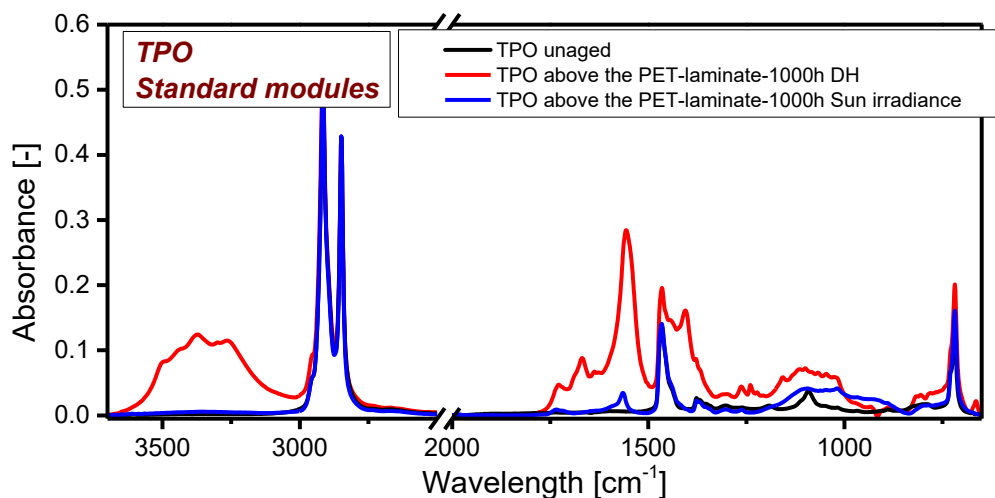 0.6
0.5
0.4
0.3
0.2
0.1
0.0
Absorbance [-]
TPO
Standard modules
TPO unaged
TPO above the PET-laminate-1000h DH
TPO above the PET-laminate-1000h Sun irradiance
3500 3000 2000 1500 1000
Wavelength [cm⁻¹]